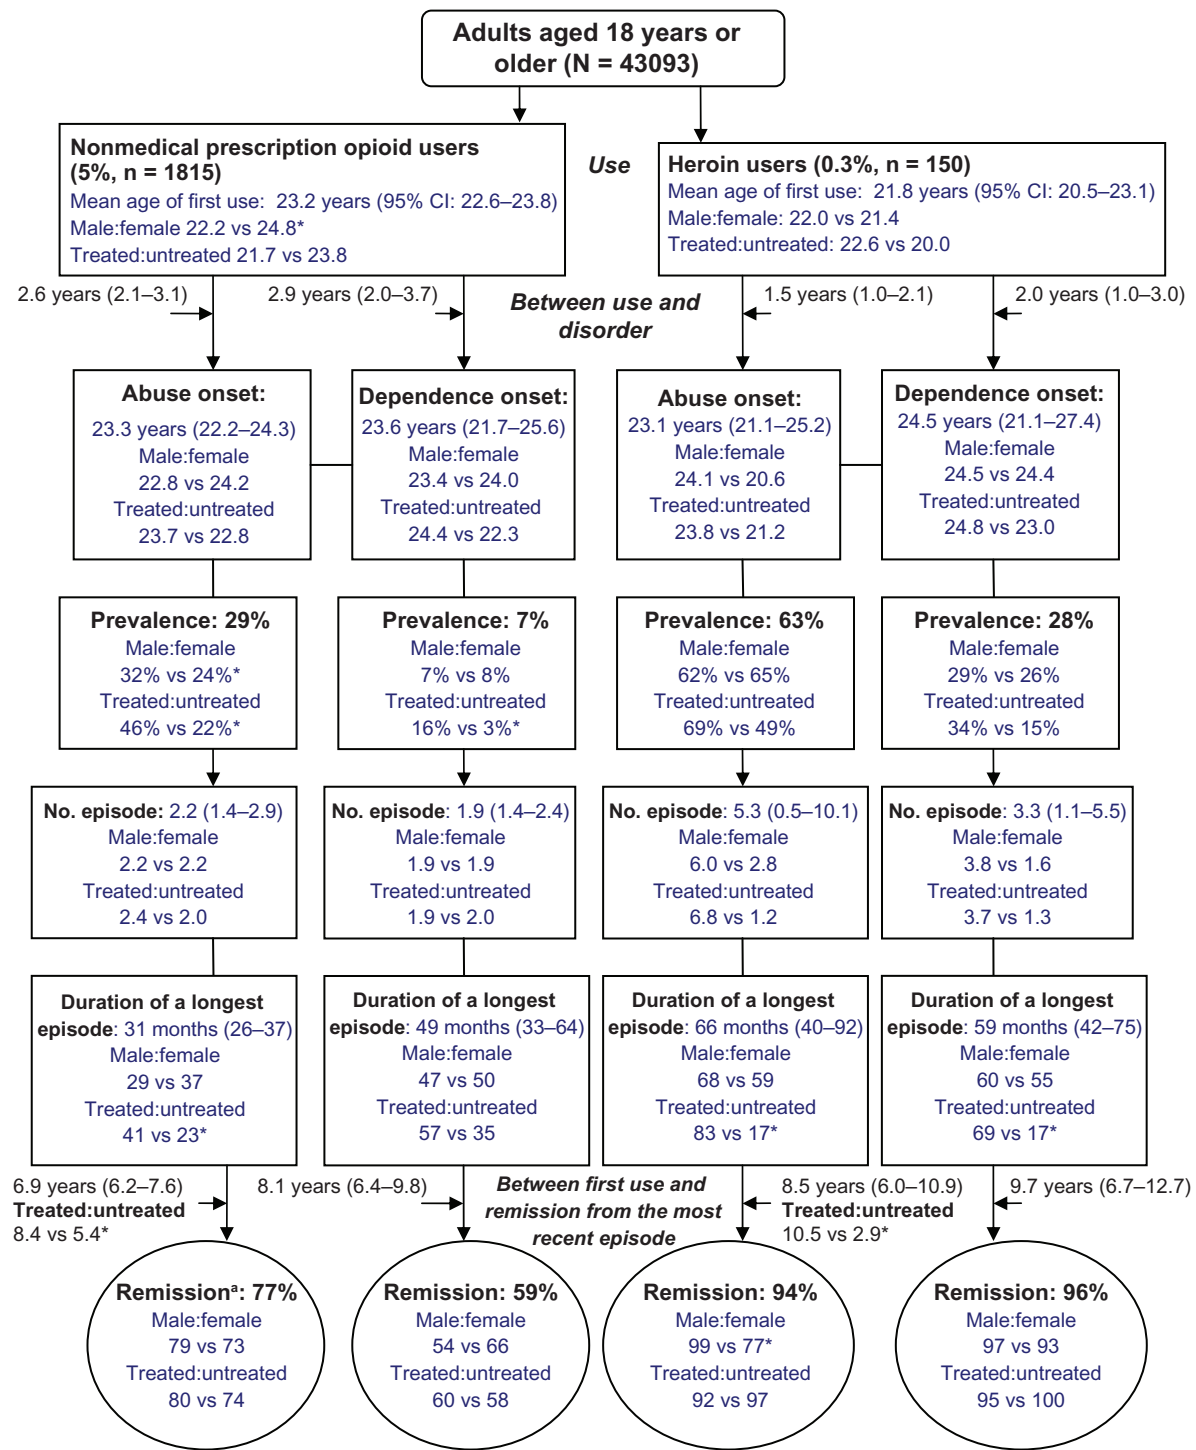 Adults aged 18 years or
older (N = 43093)
Nonmedical prescription opioid users
(5%, n = 1815)
Mean age of first use: 23.2 years (95% CI: 22.6–23.8)
Male:female 22.2 vs 24.8*
Treated:untreated 21.7 vs 23.8
Use
Heroin users (0.3%, n = 150)
Mean age of first use: 21.8 years (95% CI: 20.5–23.1)
Male:female: 22.0 vs 21.4
Treated:untreated: 22.6 vs 20.0
2.6 years (2.1–3.1)
2.9 years (2.0–3.7)
Between use and
disorder
1.5 years (1.0–2.1)
2.0 years (1.0–3.0)
Abuse onset:
23.3 years (22.2–24.3)
Male:female
22.8 vs 24.2
Treated:untreated
23.7 vs 22.8
Dependence onset:
23.6 years (21.7–25.6)
Male:female
23.4 vs 24.0
Treated:untreated
24.4 vs 22.3
Abuse onset:
23.1 years (21.1–25.2)
Male:female
24.1 vs 20.6
Treated:untreated
23.8 vs 21.2
Dependence onset:
24.5 years (21.1–27.4)
Male:female
24.5 vs 24.4
Treated:untreated
24.8 vs 23.0
Prevalence: 29%
Male:female
32% vs 24%*
Treated:untreated
46% vs 22%*
Prevalence: 7%
Male:female
7% vs 8%
Treated:untreated
16% vs 3%*
Prevalence: 63%
Male:female
62% vs 65%
Treated:untreated
69% vs 49%
Prevalence: 28%
Male:female
29% vs 26%
Treated:untreated
34% vs 15%
No. episode: 2.2 (1.4–2.9)
Male:female
2.2 vs 2.2
Treated:untreated
2.4 vs 2.0
No. episode: 1.9 (1.4–2.4)
Male:female
1.9 vs 1.9
Treated:untreated
1.9 vs 2.0
No. episode: 5.3 (0.5–10.1)
Male:female
6.0 vs 2.8
Treated:untreated
6.8 vs 1.2
No. episode: 3.3 (1.1–5.5)
Male:female
3.8 vs 1.6
Treated:untreated
3.7 vs 1.3
Duration of a longest
episode: 31 months (26–37)
Male:female
29 vs 37
Treated:untreated
41 vs 23*
Duration of a longest
episode: 49 months (33–64)
Male:female
47 vs 50
Treated:untreated
57 vs 35
Duration of a longest
episode: 66 months (40–92)
Male:female
68 vs 59
Treated:untreated
83 vs 17*
Duration of a longest
episode: 59 months (42–75)
Male:female
60 vs 55
Treated:untreated
69 vs 17*
6.9 years (6.2–7.6)
Treated:untreated
8.4 vs 5.4*
8.1 years (6.4–9.8)
Between first use and
remission from the most
recent episode
8.5 years (6.0–10.9)
Treated:untreated
10.5 vs 2.9*
9.7 years (6.7–12.7)
Remissionᵃ: 77%
Male:female
79 vs 73
Treated:untreated
80 vs 74
Remission: 59%
Male:female
54 vs 66
Treated:untreated
60 vs 58
Remission: 94%
Male:female
99 vs 77*
Treated:untreated
92 vs 97
Remission: 96%
Male:female
97 vs 93
Treated:untreated
95 vs 100